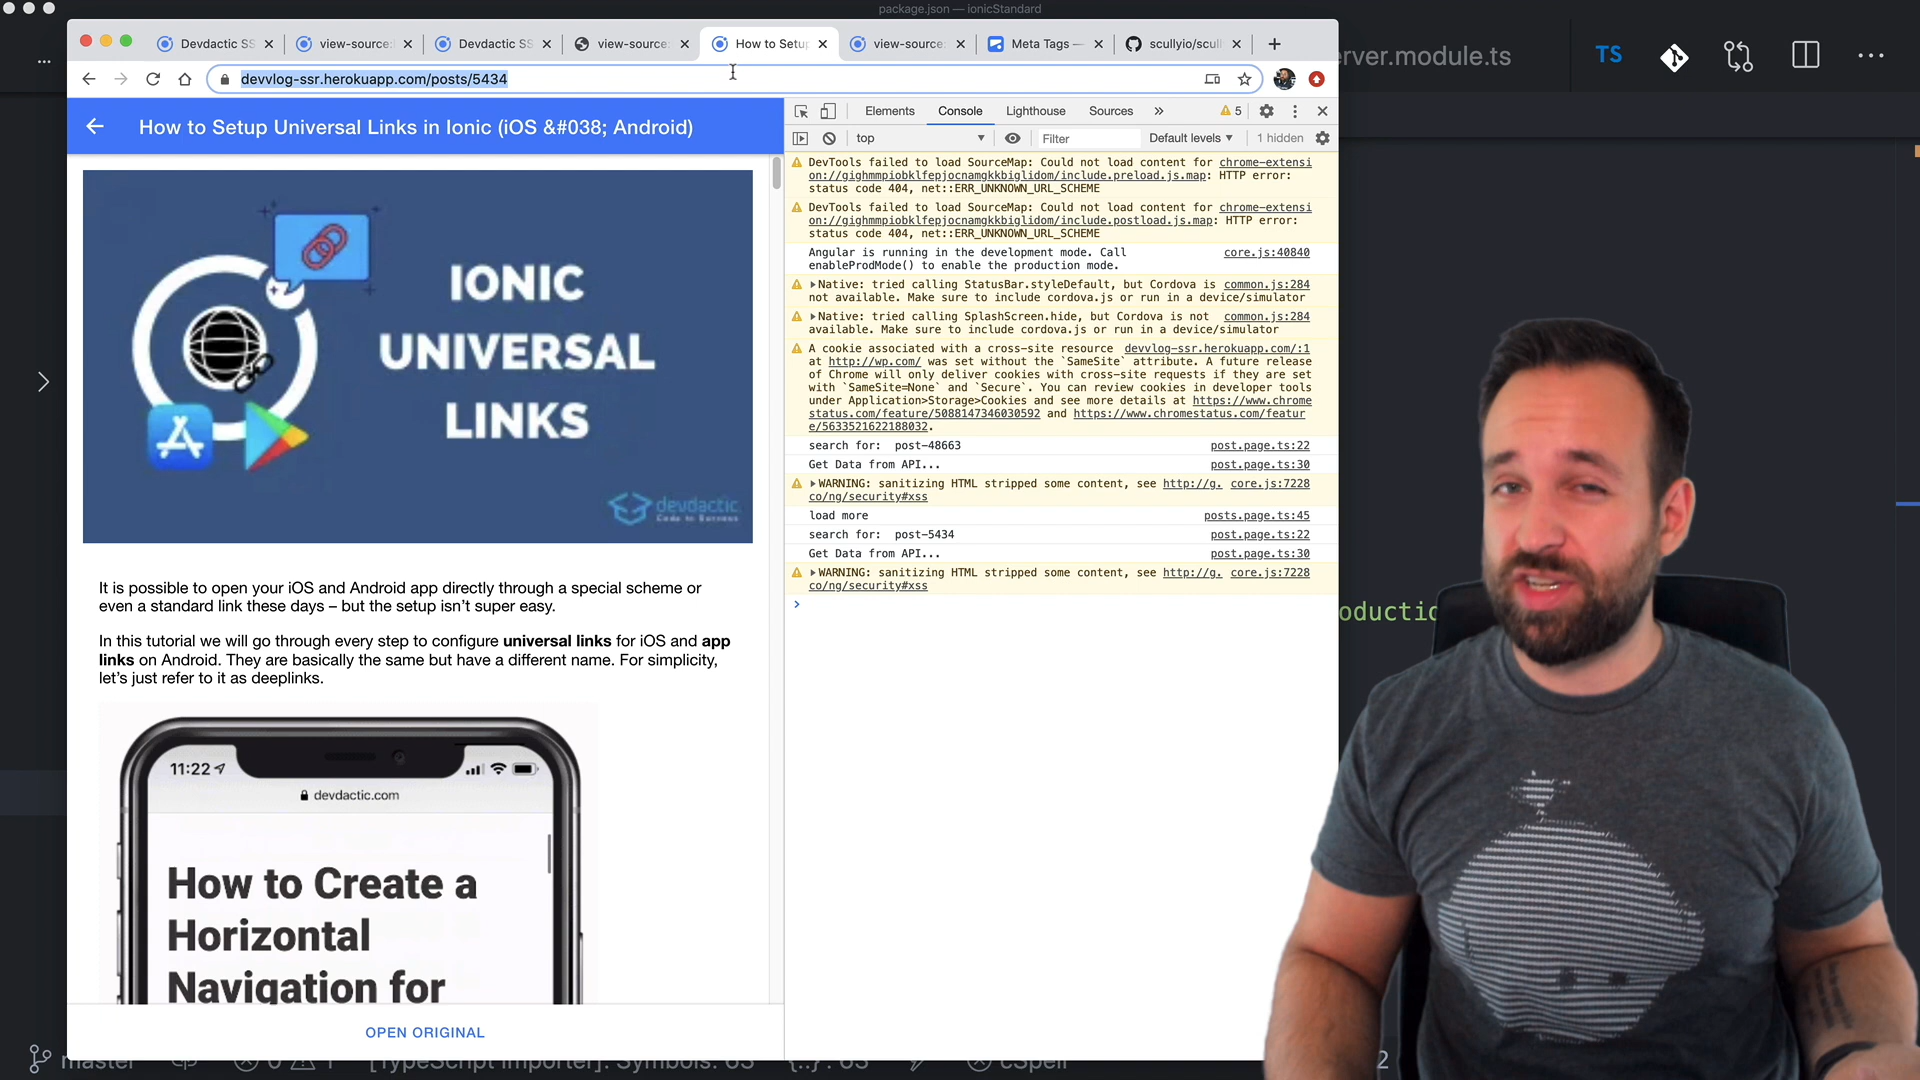 package.json — ionicStandard
Devdactic SS
view-source:
Devdactic SS
view-source:
How to Setup
view-source:
Meta Tags —
scullyio/scul
erver.module.ts
TS
devvlog-ssr.herokuapp.com/posts/5434
How to Setup Universal Links in Ionic (iOS &#038; Android)
IONIC
UNIVERSAL
LINKS
devdactic
Code to Success
It is possible to open your iOS and Android app directly through a special scheme or
even a standard link these days – but the setup isn't super easy.
In this tutorial we will go through every step to configure universal links for iOS and app
links on Android. They are basically the same but have a different name. For simplicity,
let's just refer to it as deeplinks.
11:22
devdactic.com
How to Create a
Horizontal
Navigation for
OPEN ORIGINAL
Elements
Console
Lighthouse
Sources
5
top
Filter
Default levels
1 hidden
DevTools failed to load SourceMap: Could not load content for chrome-extensi
on://gighmmpiobklfepjocnamgkkbiglidom/include.preload.js.map: HTTP error:
status code 404, net::ERR_UNKNOWN_URL_SCHEME
DevTools failed to load SourceMap: Could not load content for chrome-extensi
on://gighmmpiobklfepjocnamgkkbiglidom/include.postload.js.map: HTTP error:
status code 404, net::ERR_UNKNOWN_URL_SCHEME
Angular is running in the development mode. Call core.js:40840
enableProdMode() to enable the production mode.
Native: tried calling StatusBar.styleDefault, but Cordova is common.js:284
not available. Make sure to include cordova.js or run in a device/simulator
Native: tried calling SplashScreen.hide, but Cordova is not common.js:284
available. Make sure to include cordova.js or run in a device/simulator
A cookie associated with a cross-site resource devvlog-ssr.herokuapp.com/:1
at http://wp.com/ was set without the `SameSite` attribute. A future release
of Chrome will only deliver cookies with cross-site requests if they are set
with `SameSite=None` and `Secure`. You can review cookies in developer tools
under Application>Storage>Cookies and see more details at https://www.chrome
status.com/feature/5088147346030592 and https://www.chromestatus.com/featur
e/5633521622188032.
search for: post-48663 post.page.ts:22
Get Data from API... post.page.ts:30
WARNING: sanitizing HTML stripped some content, see http://g. core.js:7228
co/ng/security#xss
load more posts.page.ts:45
search for: post-5434 post.page.ts:22
Get Data from API... post.page.ts:30
WARNING: sanitizing HTML stripped some content, see http://g. core.js:7228
co/ng/security#xss
oductio
master
[TypeScript Importer]: Symbols: 63
{..} : 63
cSpell
2